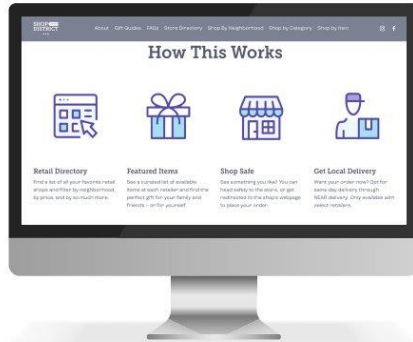 SHOP
DISTRICT
About Gift Guides FAQs Store Directory Shop By Neighborhood Shop by Category Shop by Item
How This Works
Retail Directory
Find a list of all your favorite retail
shops and filter by neighborhood,
by price, and by so much more.
Featured Items
See a curated list of available
items at each retailer and find the
perfect gift for your family and
friends – or for yourself.
Shop Safe
See something you like? You can
head safely to the store, or get
redirected to the shop's webpage
to place your order.
Get Local Delivery
Want your order now? Opt for
same day delivery through
NEAR delivery. Only available with
select retailers.